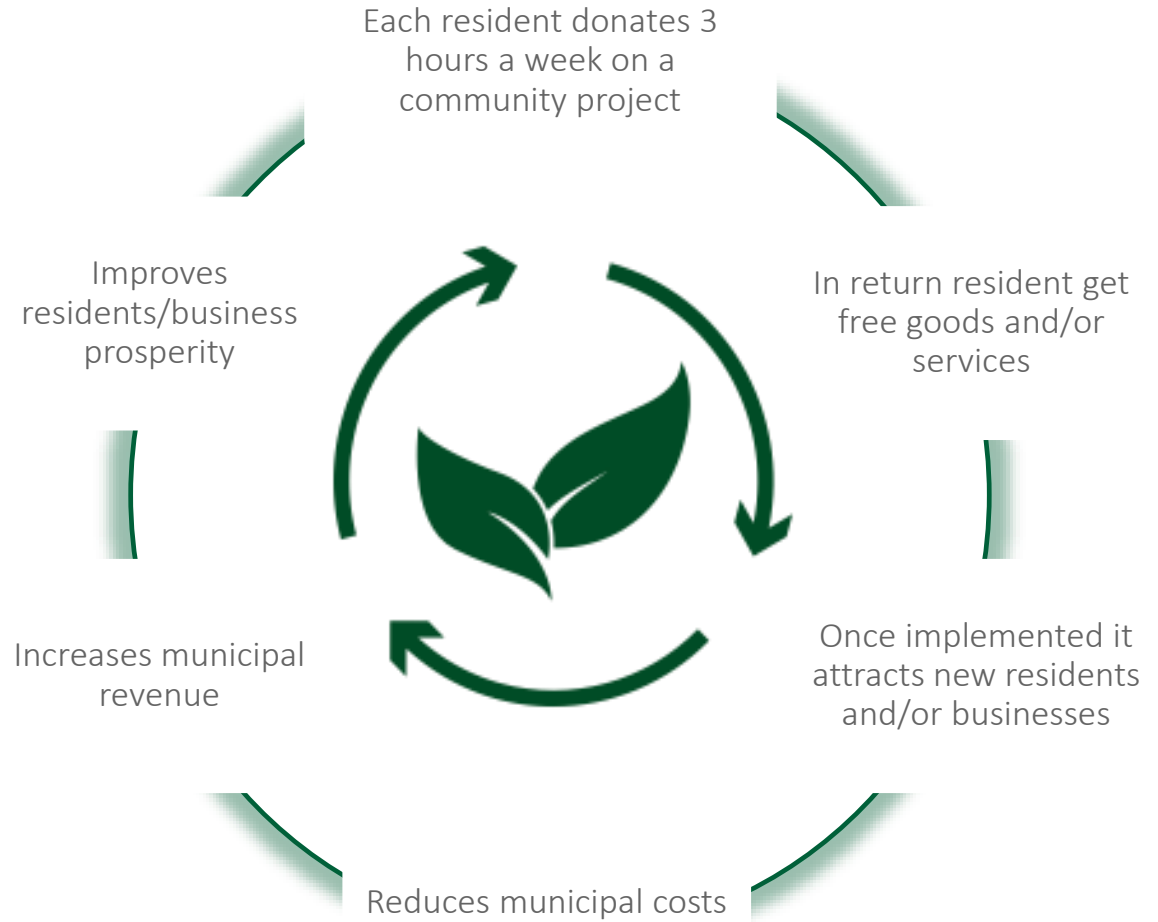 Each resident donates 3
hours a week on a
community project
In return resident get
free goods and/or
services
Once implemented it
attracts new residents
and/or businesses
Reduces municipal costs
Increases municipal
revenue
Improves
residents/business
prosperity